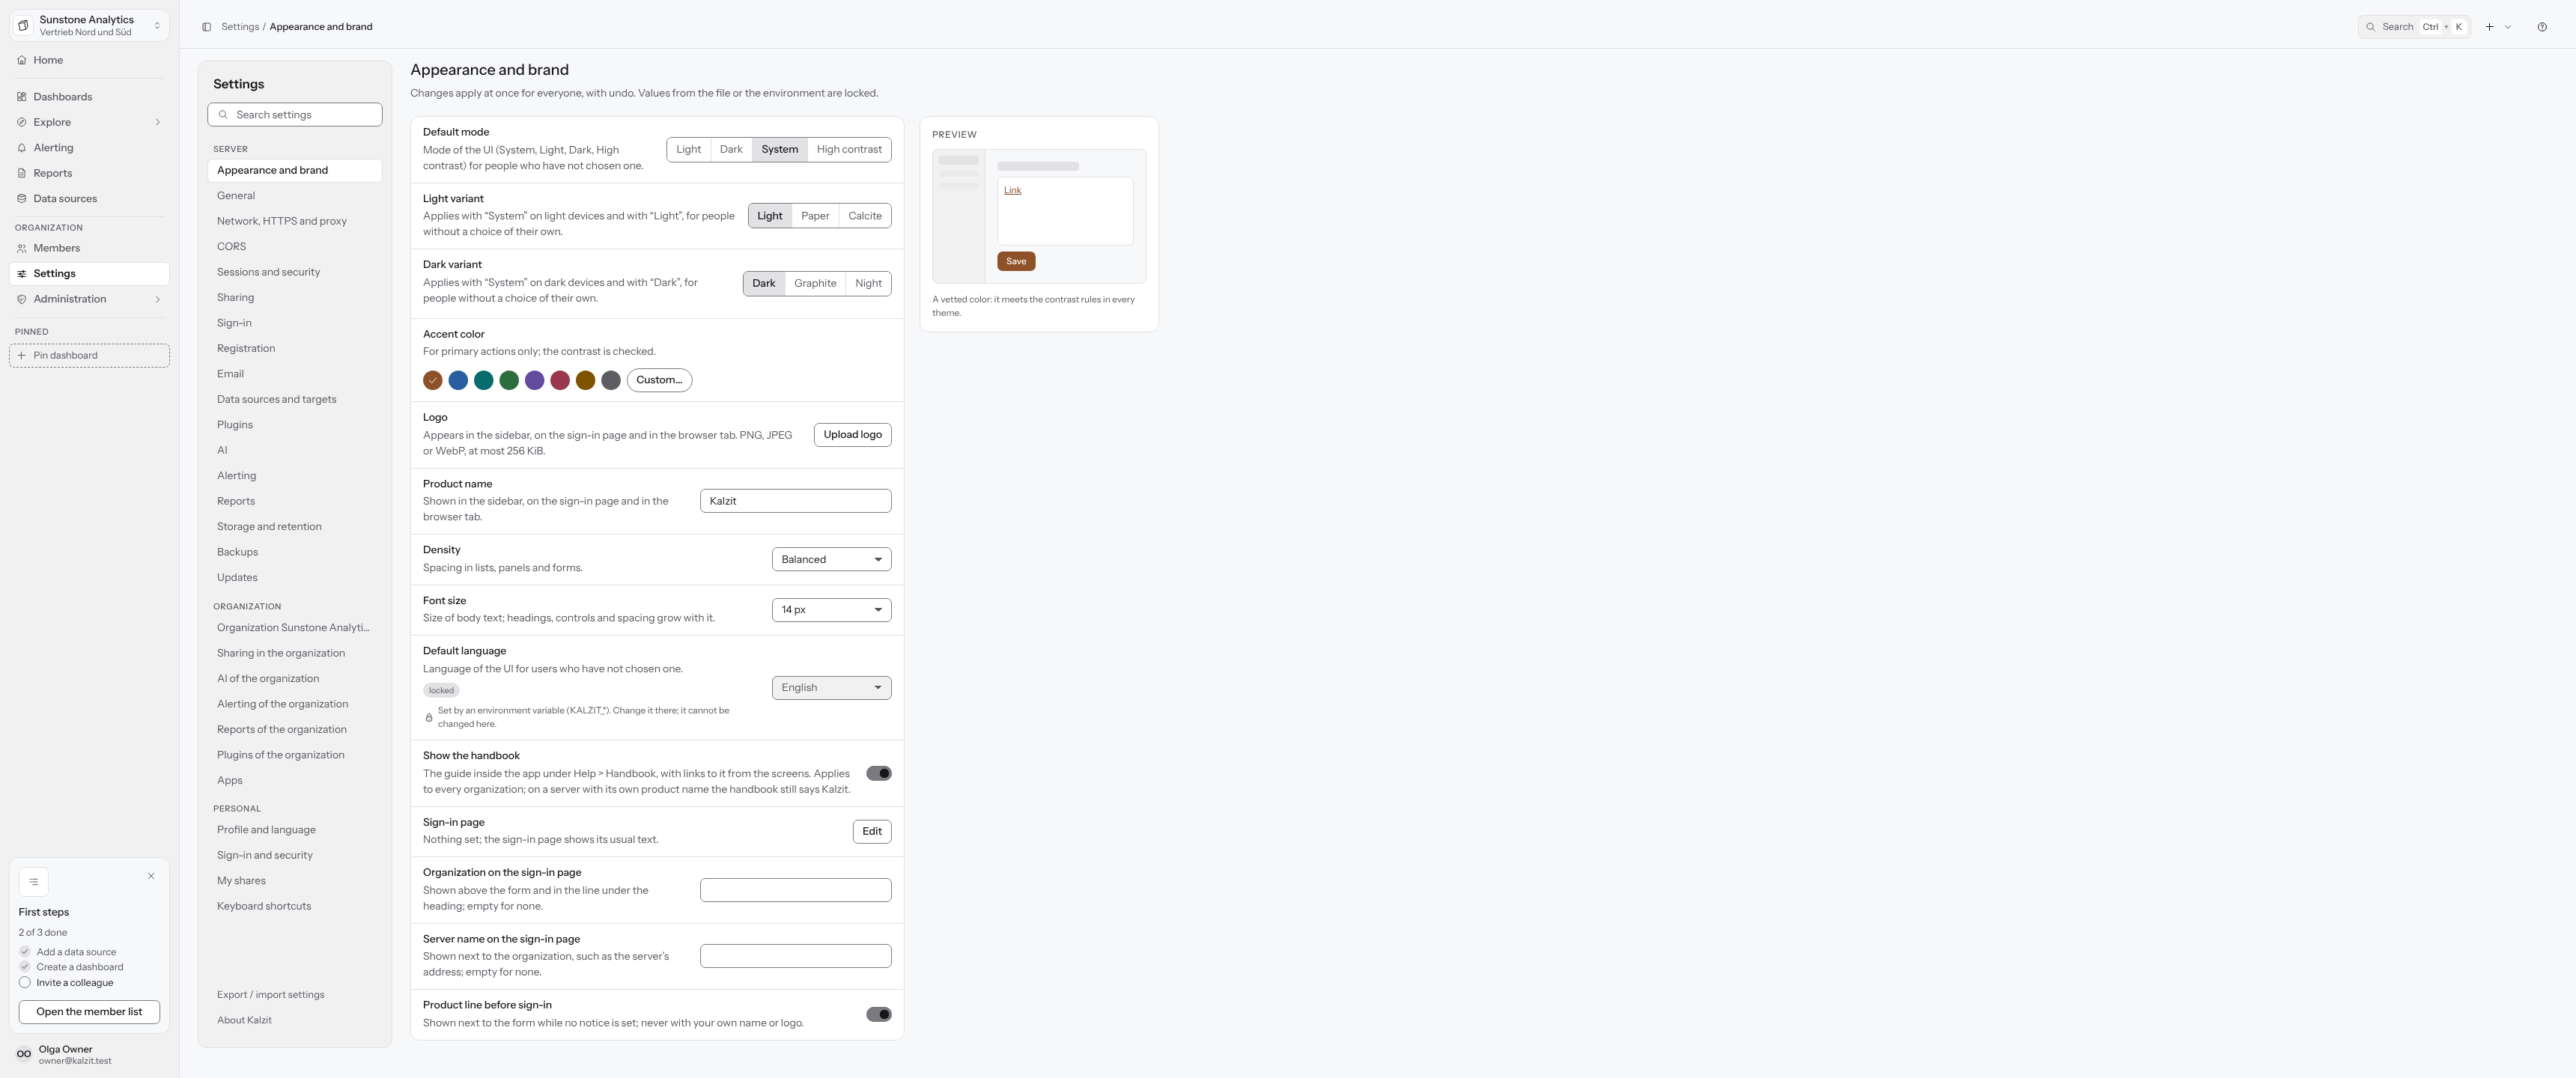 Sunstone Analytics
Vertrieb Nord und Süd
Home
Dashboards
Explore
Alerting
Reports
Data sources
ORGANIZATION
Members
Settings
Administration
PINNED
Pin dashboard
First steps
2 of 3 done
Add a data source
Create a dashboard
Invite a colleague
Open the member list
OO
Olga Owner
owner@kalzit.test
Settings / Appearance and brand
Search Ctrl + K
Settings
Search settings
SERVER
Appearance and brand
General
Network, HTTPS and proxy
CORS
Sessions and security
Sharing
Sign-in
Registration
Email
Data sources and targets
Plugins
AI
Alerting
Reports
Storage and retention
Backups
Updates
ORGANIZATION
Organization Sunstone Analyti...
Sharing in the organization
AI of the organization
Alerting of the organization
Reports of the organization
Plugins of the organization
Apps
PERSONAL
Profile and language
Sign-in and security
My shares
Keyboard shortcuts
Export / import settings
About Kalzit
Appearance and brand
Changes apply at once for everyone, with undo. Values from the file or the environment are locked.
Default mode
Mode of the UI (System, Light, Dark, High
contrast) for people who have not chosen one.
Light Dark System High contrast
Light variant
Applies with “System” on light devices and with “Light”, for people
without a choice of their own.
Light Paper Calcite
Dark variant
Applies with “System” on dark devices and with “Dark”, for
people without a choice of their own.
Dark Graphite Night
Accent color
For primary actions only; the contrast is checked.
Custom...
Logo
Appears in the sidebar, on the sign-in page and in the browser tab. PNG, JPEG
or WebP, at most 256 KiB.
Upload logo
Product name
Shown in the sidebar, on the sign-in page and in the
browser tab.
Kalzit
Density
Spacing in lists, panels and forms.
Balanced
Font size
Size of body text; headings, controls and spacing grow with it.
14 px
Default language
Language of the UI for users who have not chosen one.
locked
Set by an environment variable (KALZIT_*). Change it there; it cannot be
changed here.
English
Show the handbook
The guide inside the app under Help > Handbook, with links to it from the screens. Applies
to every organization; on a server with its own product name the handbook still says Kalzit.
Sign-in page
Nothing set; the sign-in page shows its usual text.
Edit
Organization on the sign-in page
Shown above the form and in the line under the
heading; empty for none.
Server name on the sign-in page
Shown next to the organization, such as the server's
address; empty for none.
Product line before sign-in
Shown next to the form while no notice is set; never with your own name or logo.
PREVIEW
Link
Save
A vetted color: it meets the contrast rules in every
theme.